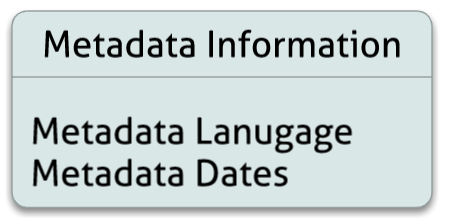 Metadata Information
Metadata Lanugage
Metadata Dates